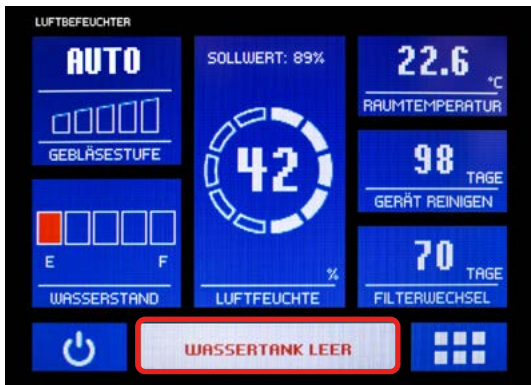 LUFTBEFEUCHTER
AUTO
GEBLÄSESTUFE
SOLLWERT: 89%
42
%
LUFTFEUCHTE
22.6 °C
RAUMTEMPERATUR
98 TAGE
GERÄT REINIGEN
E F
WASSERSTAND
70 TAGE
FILTERWECHSEL
WASSERTANK LEER